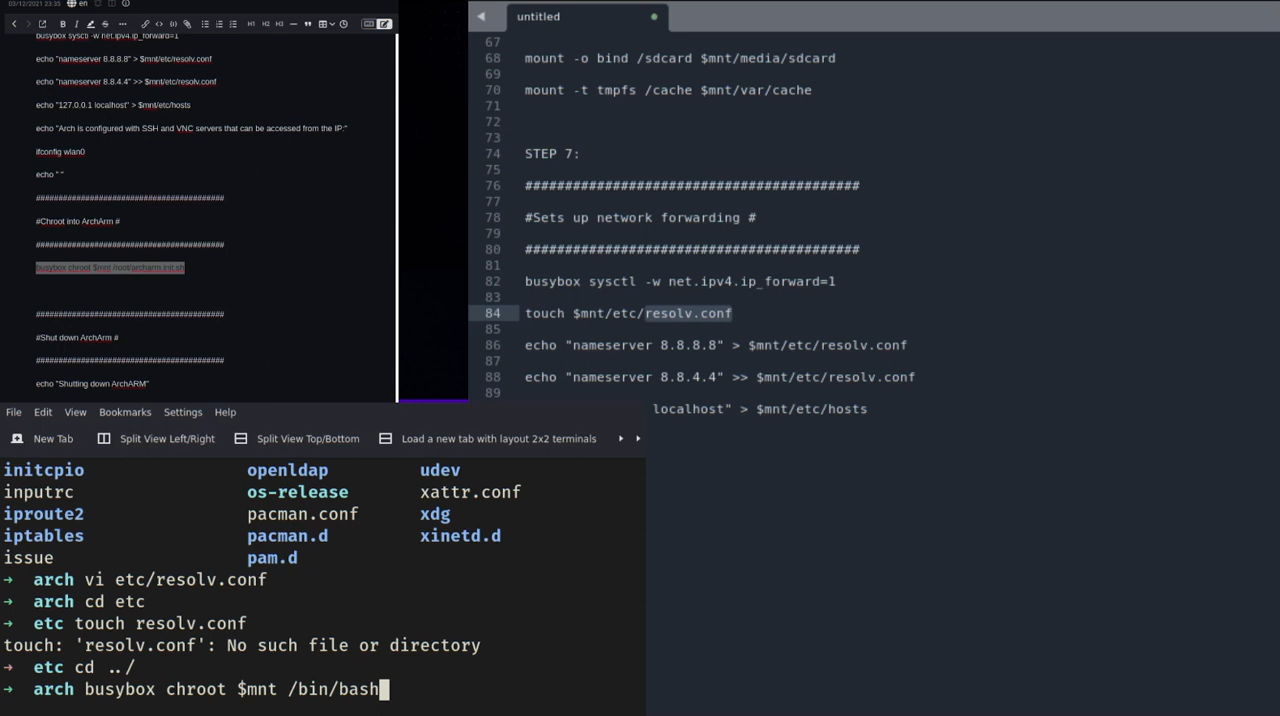 03/12/2021 23:35 en
B I H1 H2 H3
busybox sysctl -w net.ipv4.ip_forward=1
echo "nameserver 8.8.8.8" > $mnt/etc/resolv.conf
echo "nameserver 8.8.4.4" >> $mnt/etc/resolv.conf
echo "127.0.0.1 localhost" > $mnt/etc/hosts
echo "Arch is configured with SSH and VNC servers that can be accessed from the IP:"
ifconfig wlan0
echo " "
##########################################
#Chroot into ArchArm #
##########################################
busybox chroot $mnt /root/archarm.init.sh
##########################################
#Shut down ArchArm #
##########################################
echo "Shutting down ArchARM"
untitled
67
68 mount -o bind /sdcard $mnt/media/sdcard
69
70 mount -t tmpfs /cache $mnt/var/cache
71
72
73
74 STEP 7:
75
76 ##########################################
77
78 #Sets up network forwarding #
79
80 ##########################################
81
82 busybox sysctl -w net.ipv4.ip_forward=1
83
84 touch $mnt/etc/resolv.conf
85
86 echo "nameserver 8.8.8.8" > $mnt/etc/resolv.conf
87
88 echo "nameserver 8.8.4.4" >> $mnt/etc/resolv.conf
89
localhost" > $mnt/etc/hosts
File Edit View Bookmarks Settings Help
New Tab Split View Left/Right Split View Top/Bottom Load a new tab with layout 2x2 terminals
initcpio openldap udev
inputrc os-release xattr.conf
iproute2 pacman.conf xdg
iptables pacman.d xinetd.d
issue pam.d
→ arch vi etc/resolv.conf
→ arch cd etc
→ etc touch resolv.conf
touch: 'resolv.conf': No such file or directory
→ etc cd ../
→ arch busybox chroot $mnt /bin/bash